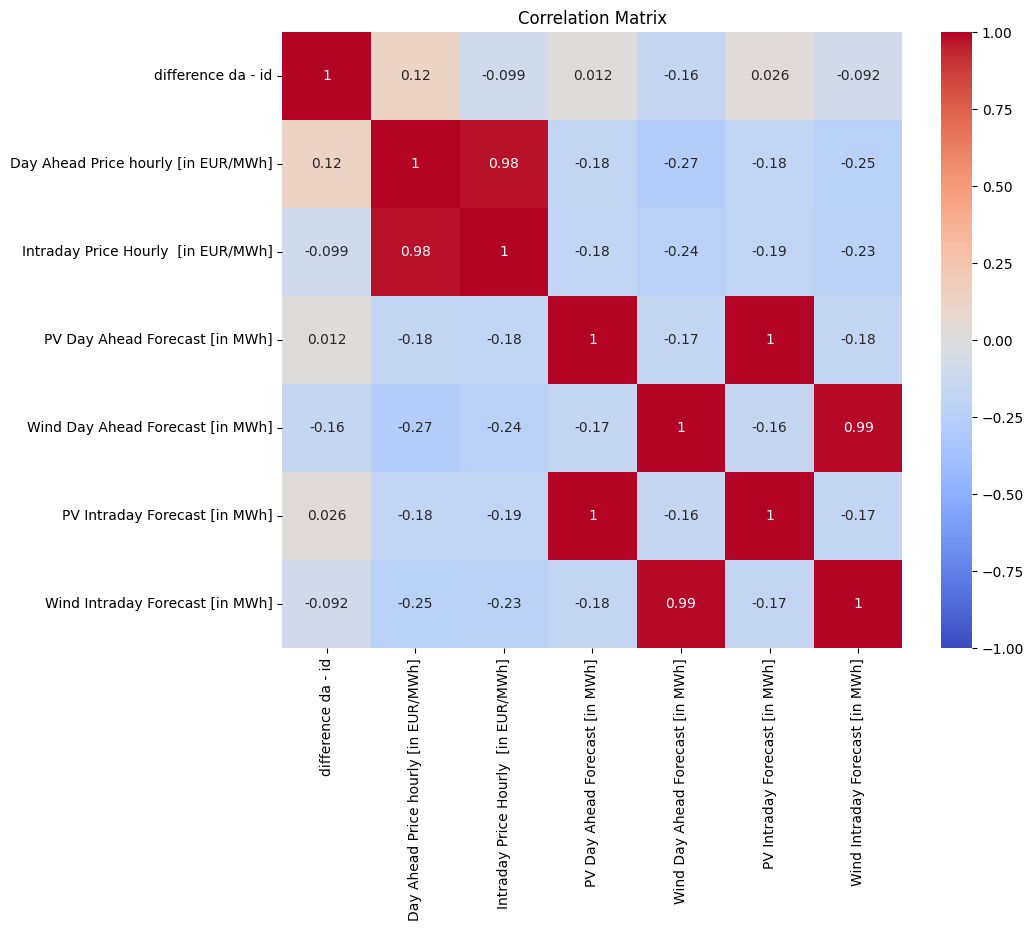 Correlation Matrix
difference da - id 1 0.12 -0.099 0.012 -0.16 0.026 -0.092
Day Ahead Price hourly [in EUR/MWh] 0.12 1 0.98 -0.18 -0.27 -0.18 -0.25
Intraday Price Hourly  [in EUR/MWh] -0.099 0.98 1 -0.18 -0.24 -0.19 -0.23
PV Day Ahead Forecast [in MWh] 0.012 -0.18 -0.18 1 -0.17 1 -0.18
Wind Day Ahead Forecast [in MWh] -0.16 -0.27 -0.24 -0.17 1 -0.16 0.99
PV Intraday Forecast [in MWh] 0.026 -0.18 -0.19 1 -0.16 1 -0.17
Wind Intraday Forecast [in MWh] -0.092 -0.25 -0.23 -0.18 0.99 -0.17 1
difference da - id
Day Ahead Price hourly [in EUR/MWh]
Intraday Price Hourly  [in EUR/MWh]
PV Day Ahead Forecast [in MWh]
Wind Day Ahead Forecast [in MWh]
PV Intraday Forecast [in MWh]
Wind Intraday Forecast [in MWh]
1.00
0.75
0.50
0.25
0.00
−0.25
−0.50
−0.75
−1.00